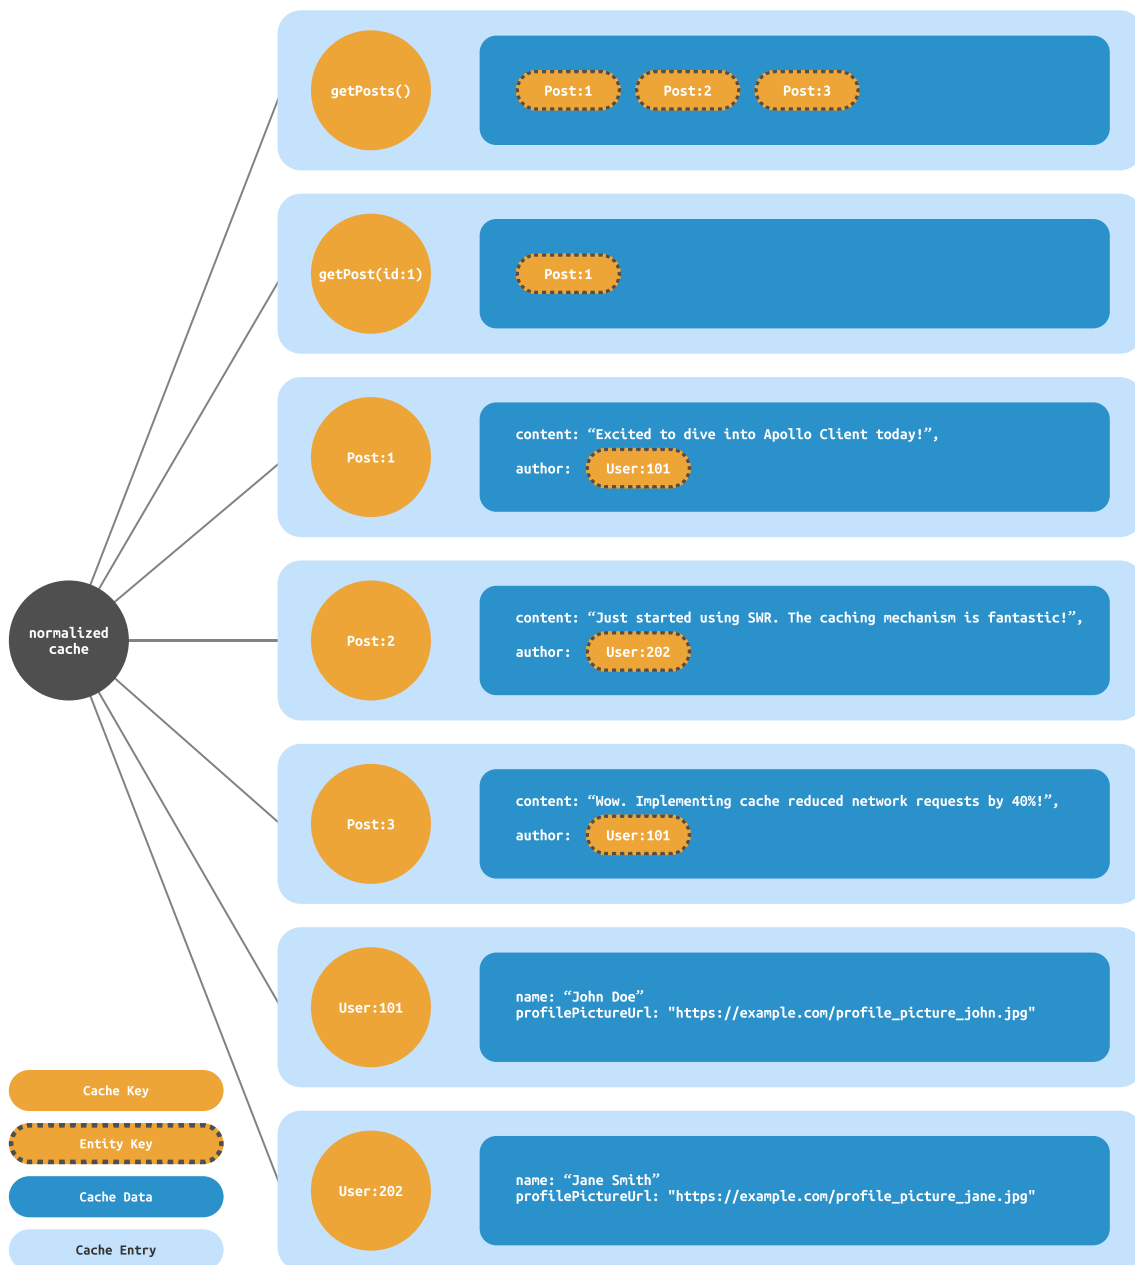 getPosts()
Post:1
Post:2
Post:3
getPost(id:1)
Post:1
Post:1
content: “Excited to dive into Apollo Client today!”,
author: User:101
normalized
cache
Post:2
content: “Just started using SWR. The caching mechanism is fantastic!”,
author: User:202
Post:3
content: “Wow. Implementing cache reduced network requests by 40%!”,
author: User:101
User:101
name: “John Doe”
profilePictureUrl: "https://example.com/profile_picture_john.jpg"
User:202
name: “Jane Smith”
profilePictureUrl: "https://example.com/profile_picture_jane.jpg"
Cache Key
Entity Key
Cache Data
Cache Entry